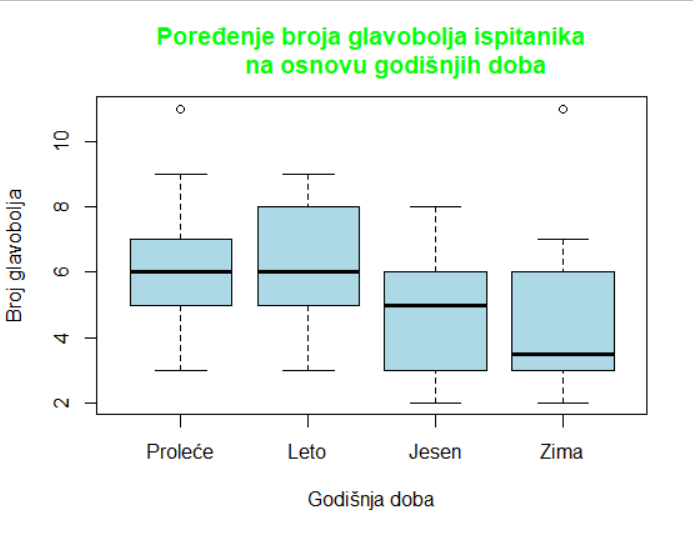 Poređenje broja glavobolja ispitanika
na osnovu godišnjih doba
Broj glavobolja
10
8
6
4
2
Proleće Leto Jesen Zima
Godišnja doba